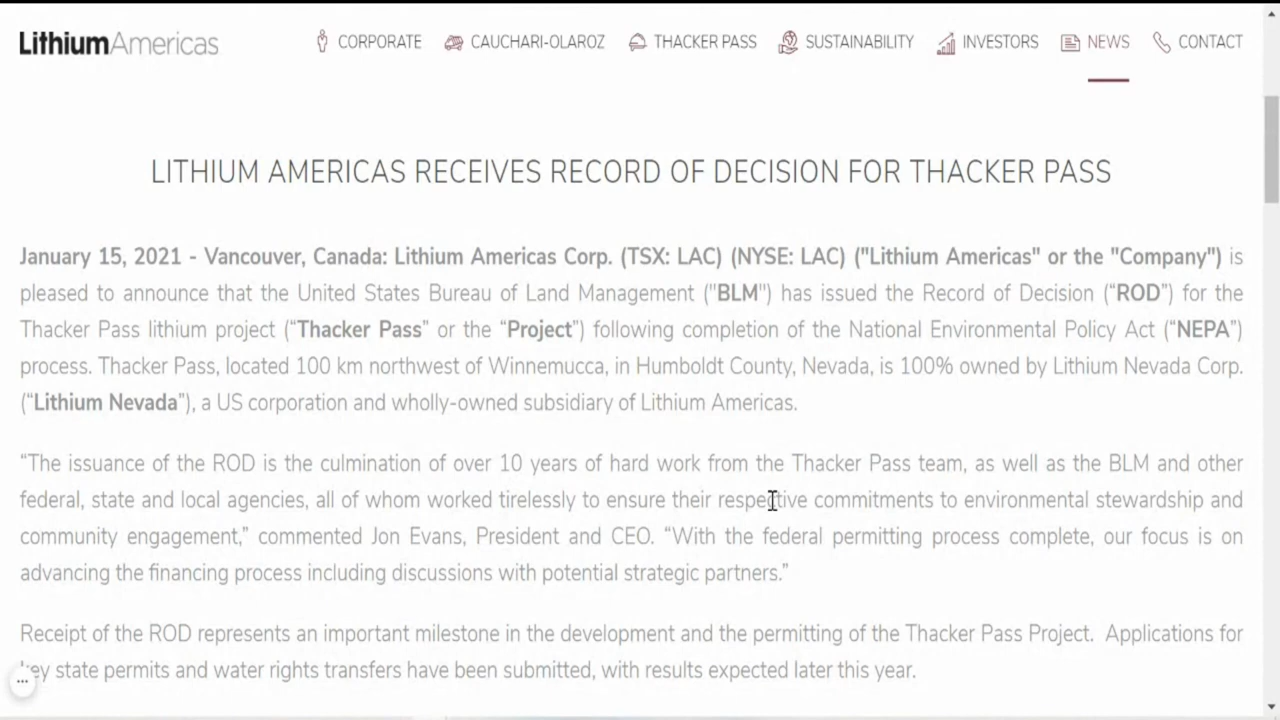 LithiumAmericas
CORPORATE
CAUCHARI-OLAROZ
THACKER PASS
SUSTAINABILITY
INVESTORS
NEWS
CONTACT
LITHIUM AMERICAS RECEIVES RECORD OF DECISION FOR THACKER PASS
January 15, 2021 - Vancouver, Canada: Lithium Americas Corp. (TSX: LAC) (NYSE: LAC) ("Lithium Americas" or the "Company") is
pleased to announce that the United States Bureau of Land Management ("BLM") has issued the Record of Decision (“ROD”) for the
Thacker Pass lithium project (“Thacker Pass” or the “Project”) following completion of the National Environmental Policy Act (“NEPA”)
process. Thacker Pass, located 100 km northwest of Winnemucca, in Humboldt County, Nevada, is 100% owned by Lithium Nevada Corp.
(“Lithium Nevada”), a US corporation and wholly-owned subsidiary of Lithium Americas.
“The issuance of the ROD is the culmination of over 10 years of hard work from the Thacker Pass team, as well as the BLM and other
federal, state and local agencies, all of whom worked tirelessly to ensure their respective commitments to environmental stewardship and
community engagement,” commented Jon Evans, President and CEO. “With the federal permitting process complete, our focus is on
advancing the financing process including discussions with potential strategic partners.”
Receipt of the ROD represents an important milestone in the development and the permitting of the Thacker Pass Project. Applications for
key state permits and water rights transfers have been submitted, with results expected later this year.